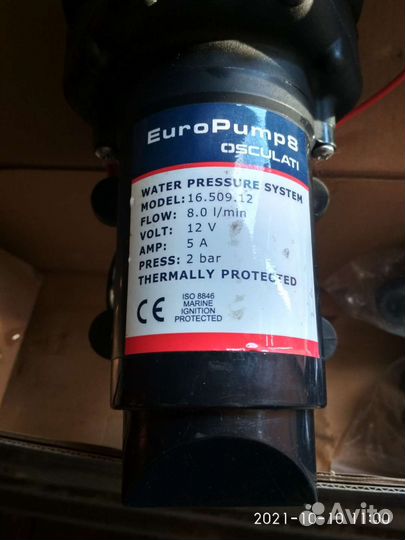 EuroPump8
OSCULATI
WATER PRESSURE SYSTEM
MODEL: 16.509.12
FLOW: 8.0 l/min
VOLT: 12 V
AMP: 5 A
PRESS: 2 bar
THERMALLY PROTECTED
CE
ISO 8846
MARINE
IGNITION
PROTECTED
Avito
2021-10-10 11:00